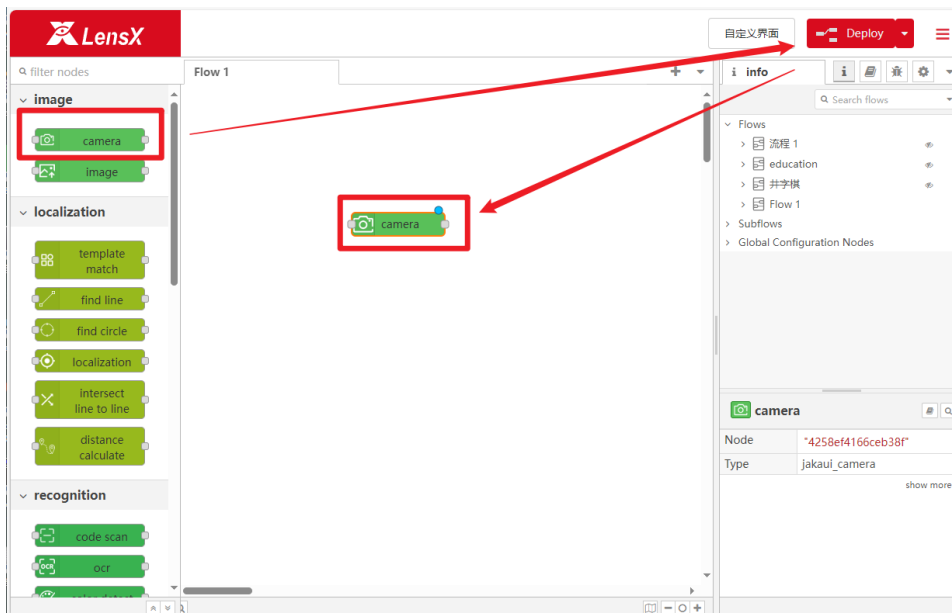 LensX
自定义界面
Deploy
filter nodes
Flow 1
info
i
Search flows
image
camera
image
localization
template
match
find line
find circle
localization
intersect
line to line
distance
calculate
recognition
code scan
OCR
ocr
camera
Flows
流程 1
education
井字棋
Flow 1
Subflows
Global Configuration Nodes
camera
Node
"4258ef4166ceb38f"
Type
jakaui_camera
show more